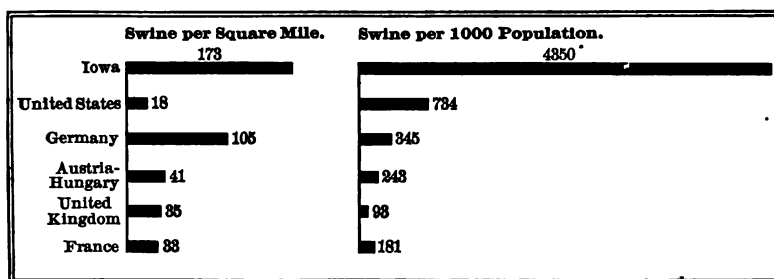 Swine per Square Mile. Swine per 1000 Population.
Iowa 173 4350
United States 18 734
Germany 105 345
Austria-
Hungary 41 243
United
Kingdom 35 93
France 33 181